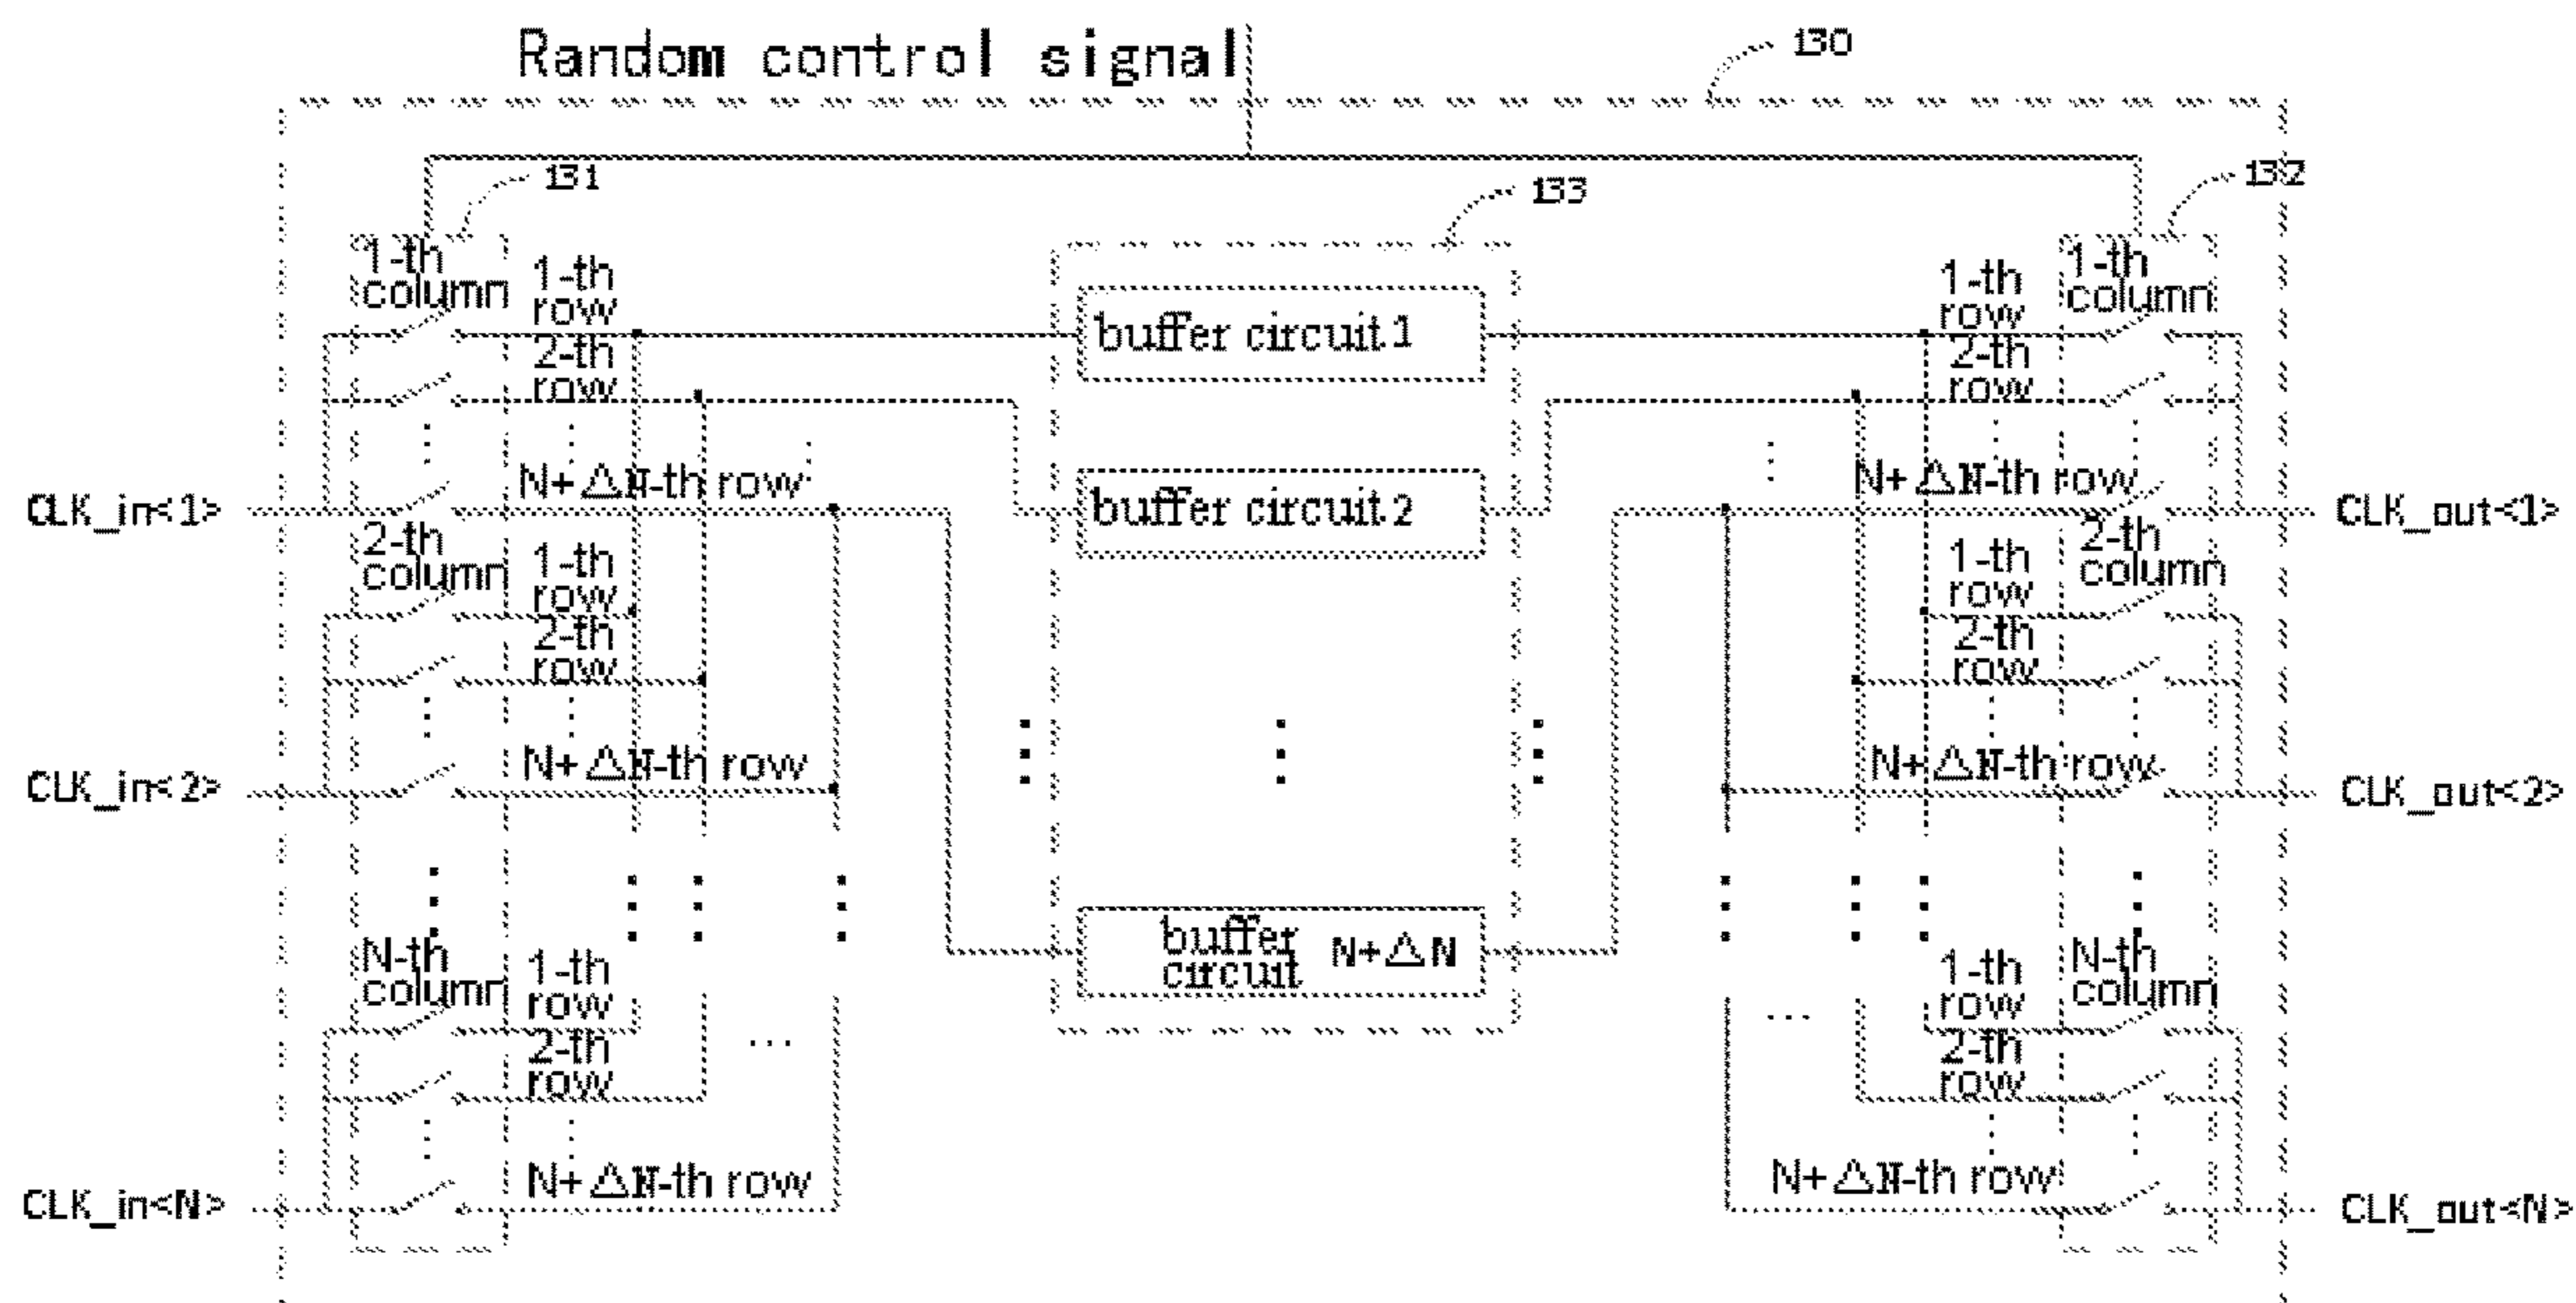 Random control signal
130
131
133
132
1-th
column
1-th
row
2-th
row
N+△N-th row
CLK_in<1>
2-th
column
1-th
row
2-th
row
N+△N-th row
CLK_in<2>
N-th
column
1-th
row
2-th
row
N+△N-th row
CLK_in<N>
buffer circuit 1
buffer circuit 2
buffer
circuit N+△N
1-th
column
1-th
row
2-th
row
N+△N-th row
CLK_out<1>
2-th
column
1-th
row
2-th
row
N+△N-th row
CLK_out<2>
N-th
column
1-th
row
2-th
row
N+△N-th row
CLK_out<N>